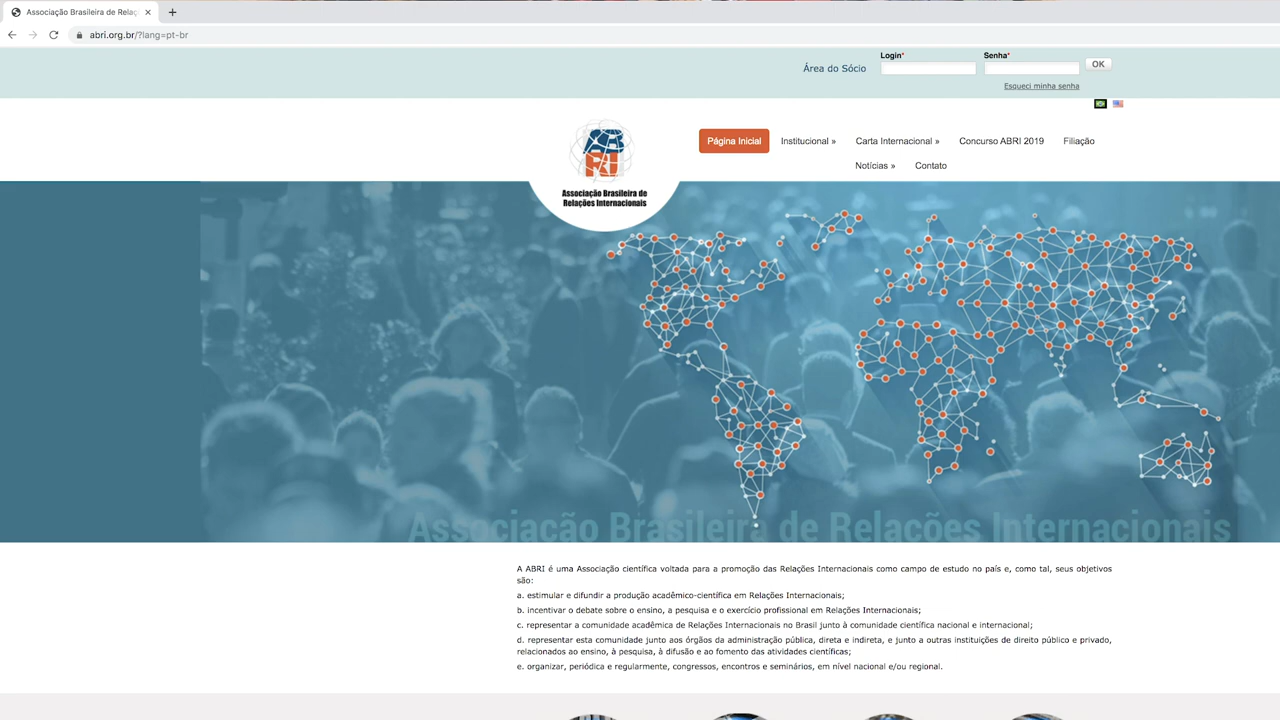 Associação Brasileira de Relaç
abri.org.br/?lang=pt-br
Login*
Senha*
Área do Sócio
OK
Esqueci minha senha
ABRI
Associação Brasileira de
Relações Internacionais
Página Inicial
Institucional »
Carta Internacional »
Concurso ABRI 2019
Filiação
Notícias »
Contato
Associação Brasileira de Relações Internacionais
A ABRI é uma Associação científica voltada para a promoção das Relações Internacionais como campo de estudo no país e, como tal, seus objetivos
são:
a. estimular e difundir a produção acadêmico-científica em Relações Internacionais;
b. incentivar o debate sobre o ensino, a pesquisa e o exercício profissional em Relações Internacionais;
c. representar a comunidade acadêmica de Relações Internacionais no Brasil junto à comunidade científica nacional e internacional;
d. representar esta comunidade junto aos órgãos da administração pública, direta e indireta, e junto a outras instituições de direito público e privado,
relacionados ao ensino, à pesquisa, à difusão e ao fomento das atividades científicas;
e. organizar, periódica e regularmente, congressos, encontros e seminários, em nível nacional e/ou regional.